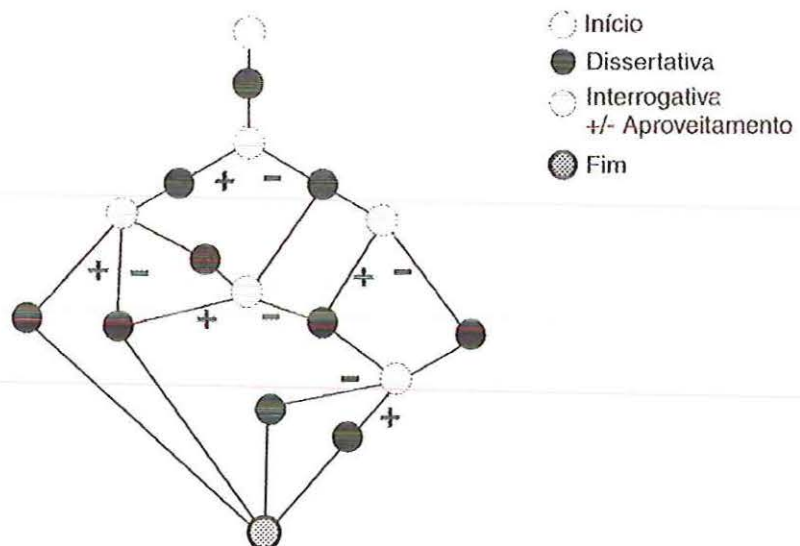 Início
Dissertativa
Interrogativa
+/- Aproveitamento
Fim
+ -
+ -
+ -
+ -
-
+